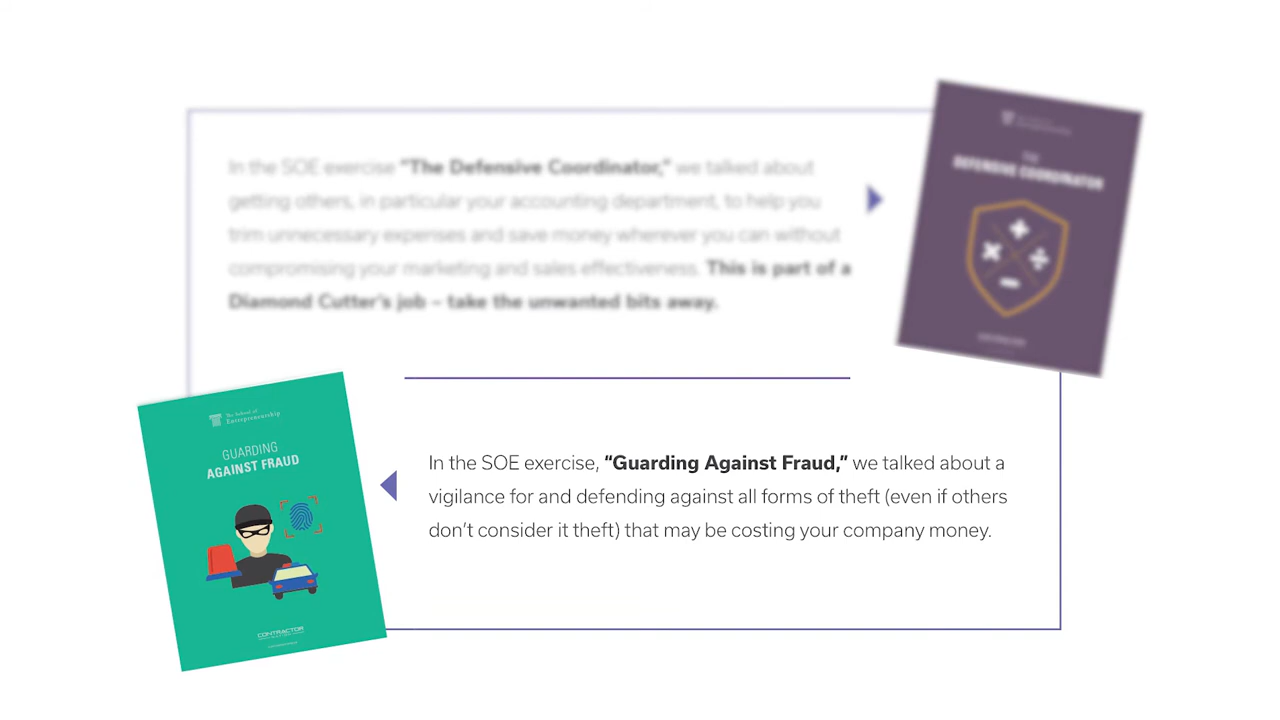 In the SOE exercise "The Defensive Coordinator," we talked about
getting others, in particular your accounting department, to help you
trim unnecessary expenses and save money wherever you can without
compromising your marketing and sales effectiveness. This is part of a
Diamond Cutter's job – take the unwanted bits away.
THE
DEFENSIVE COORDINATOR
The School of
Entrepreneurship
GUARDING
AGAINST FRAUD
CONTRACTOR
In the SOE exercise, “Guarding Against Fraud,” we talked about a
vigilance for and defending against all forms of theft (even if others
don’t consider it theft) that may be costing your company money.